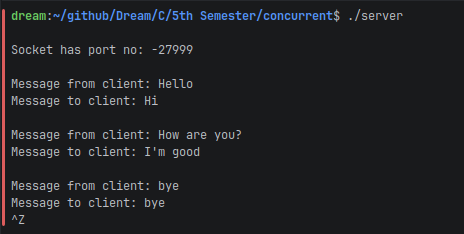 dream:~/github/Dream/C/5th Semester/concurrent$ ./server
Socket has port no: -27999
Message from client: Hello
Message to client: Hi
Message from client: How are you?
Message to client: I'm good
Message from client: bye
Message to client: bye
^Z